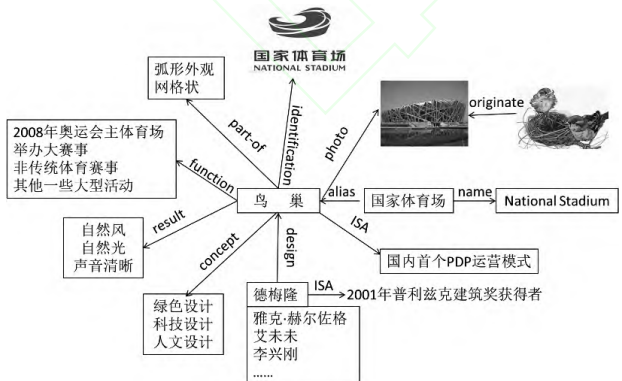 国家体育场
NATIONAL STADIUM
弧形外观
网格状
part-of
identification
photo
originate
2008年奥运会主体育场
举办大赛事
非传统体育赛事
其他一些大型活动
function
鸟 巢
alias
国家体育场
name
National Stadium
result
自然风
自然光
声音清晰
concept
design
ISA
国内首个PDP运营模式
绿色设计
科技设计
人文设计
德梅隆
ISA
2001年普利兹克建筑奖获得者
雅克·赫尔佐格
艾未未
李兴刚
......